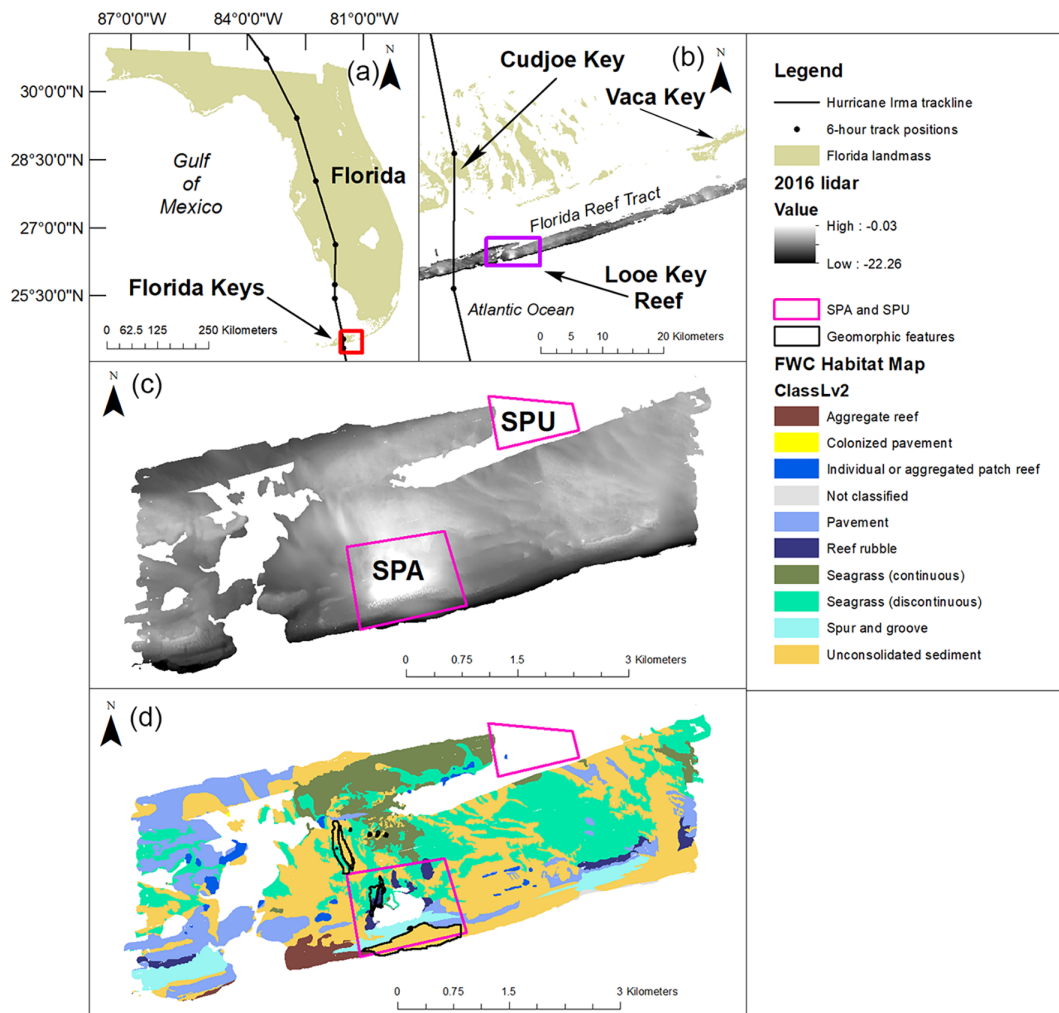 87°0'0"W
84°0'0"W
81°0'0"W
30°0'0"N
28°30'0"N
27°0'0"N
25°30'0"N
(a)
N
Gulf
of
Mexico
Florida
Florida Keys
0 62.5 125 250 Kilometers
(b)
N
Cudjoe Key
Vaca Key
Florida Reef Tract
Looe Key
Reef
Atlantic Ocean
0 5 10 20 Kilometers
N
(c)
SPU
SPA
0 0.75 1.5 3 Kilometers
N
(d)
0 0.75 1.5 3 Kilometers
Legend
Hurricane Irma trackline
6-hour track positions
Florida landmass
2016 lidar
Value
High : -0.03
Low : -22.26
SPA and SPU
Geomorphic features
FWC Habitat Map
ClassLv2
Aggregate reef
Colonized pavement
Individual or aggregated patch reef
Not classified
Pavement
Reef rubble
Seagrass (continuous)
Seagrass (discontinuous)
Spur and groove
Unconsolidated sediment